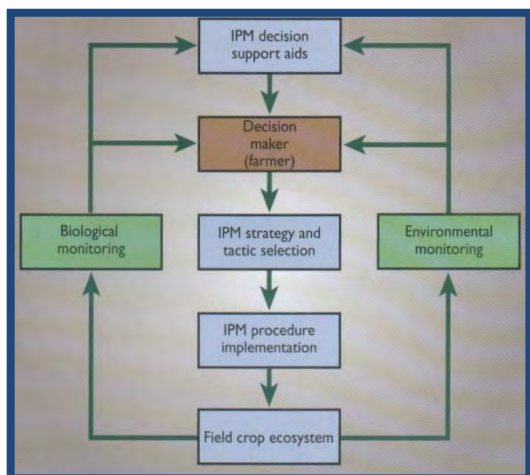 IPM decision
support aids
Decision
maker
(farmer)
Biological
monitoring
IPM strategy and
tactic selection
Environmental
monitoring
IPM procedure
implementation
Field crop ecosystem